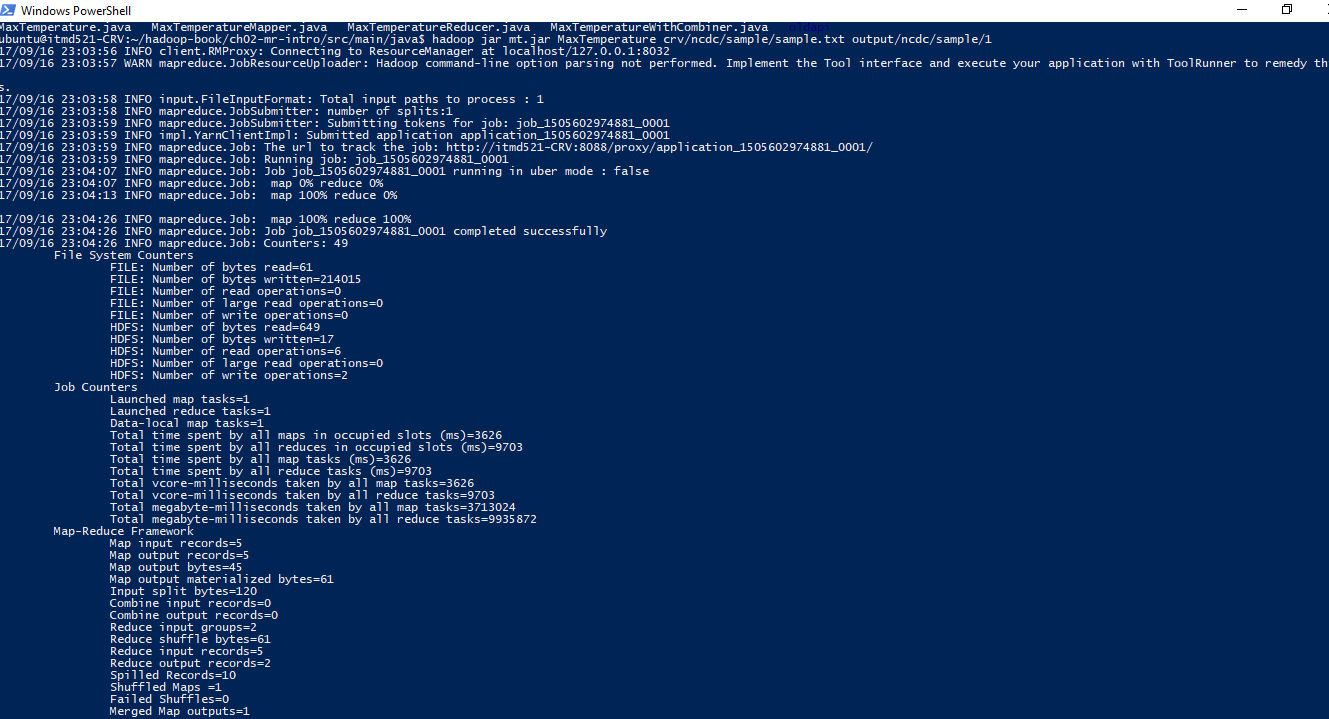 Windows PowerShell
MaxTemperature.java MaxTemperatureMapper.java MaxTemperatureReducer.java MaxTemperatureWithCombiner.java
ubuntu@itmd521-CRV:~/hadoop-book/ch02-mr-intro/src/main/java$ hadoop jar mt.jar MaxTemperature crv/ncdc/sample/sample.txt output/ncdc/sample/1
17/09/16 23:03:56 INFO client.RMProxy: Connecting to ResourceManager at localhost/127.0.0.1:8032
17/09/16 23:03:57 WARN mapreduce.JobResourceUploader: Hadoop command-line option parsing not performed. Implement the Tool interface and execute your application with ToolRunner to remedy th
s.
17/09/16 23:03:58 INFO input.FileInputFormat: Total input paths to process : 1
17/09/16 23:03:58 INFO mapreduce.JobSubmitter: number of splits:1
17/09/16 23:03:59 INFO mapreduce.JobSubmitter: Submitting tokens for job: job_1505602974881_0001
17/09/16 23:03:59 INFO impl.YarnClientImpl: Submitted application application_1505602974881_0001
17/09/16 23:03:59 INFO mapreduce.Job: The url to track the job: http://itmd521-CRV:8088/proxy/application_1505602974881_0001/
17/09/16 23:03:59 INFO mapreduce.Job: Running job: job_1505602974881_0001
17/09/16 23:04:07 INFO mapreduce.Job: Job job_1505602974881_0001 running in uber mode : false
17/09/16 23:04:07 INFO mapreduce.Job:  map 0% reduce 0%
17/09/16 23:04:13 INFO mapreduce.Job:  map 100% reduce 0%
17/09/16 23:04:26 INFO mapreduce.Job:  map 100% reduce 100%
17/09/16 23:04:26 INFO mapreduce.Job: Job job_1505602974881_0001 completed successfully
17/09/16 23:04:26 INFO mapreduce.Job: Counters: 49
File System Counters
FILE: Number of bytes read=61
FILE: Number of bytes written=214015
FILE: Number of read operations=0
FILE: Number of large read operations=0
FILE: Number of write operations=0
HDFS: Number of bytes read=649
HDFS: Number of bytes written=17
HDFS: Number of read operations=6
HDFS: Number of large read operations=0
HDFS: Number of write operations=2
Job Counters
Launched map tasks=1
Launched reduce tasks=1
Data-local map tasks=1
Total time spent by all maps in occupied slots (ms)=3626
Total time spent by all reduces in occupied slots (ms)=9703
Total time spent by all map tasks (ms)=3626
Total time spent by all reduce tasks (ms)=9703
Total vcore-milliseconds taken by all map tasks=3626
Total vcore-milliseconds taken by all reduce tasks=9703
Total megabyte-milliseconds taken by all map tasks=3713024
Total megabyte-milliseconds taken by all reduce tasks=9935872
Map-Reduce Framework
Map input records=5
Map output records=5
Map output bytes=45
Map output materialized bytes=61
Input split bytes=120
Combine input records=0
Combine output records=0
Reduce input groups=2
Reduce shuffle bytes=61
Reduce input records=5
Reduce output records=2
Spilled Records=10
Shuffled Maps =1
Failed Shuffles=0
Merged Map outputs=1